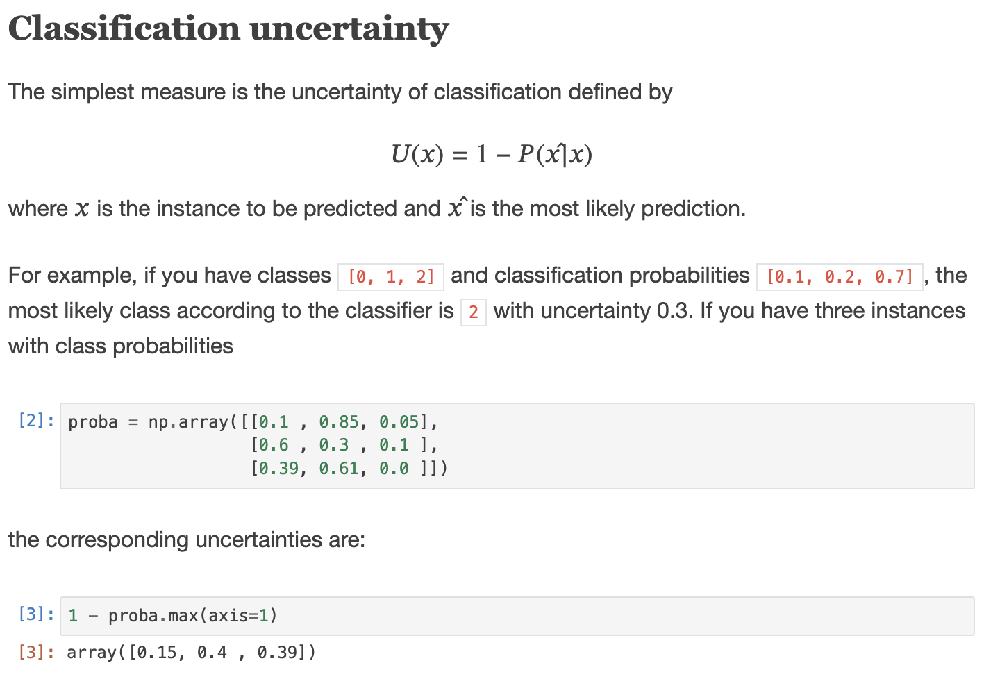 Classification uncertainty
The simplest measure is the uncertainty of classification defined by
U(x) = 1 − P(x̂|x)
where x is the instance to be predicted and x̂ is the most likely prediction.
For example, if you have classes [0, 1, 2] and classification probabilities [0.1, 0.2, 0.7], the
most likely class according to the classifier is 2 with uncertainty 0.3. If you have three instances
with class probabilities
[2]: proba = np.array([[0.1 , 0.85, 0.05],
[0.6 , 0.3 , 0.1 ],
[0.39, 0.61, 0.0 ]])
the corresponding uncertainties are:
[3]: 1 - proba.max(axis=1)
[3]: array([0.15, 0.4 , 0.39])